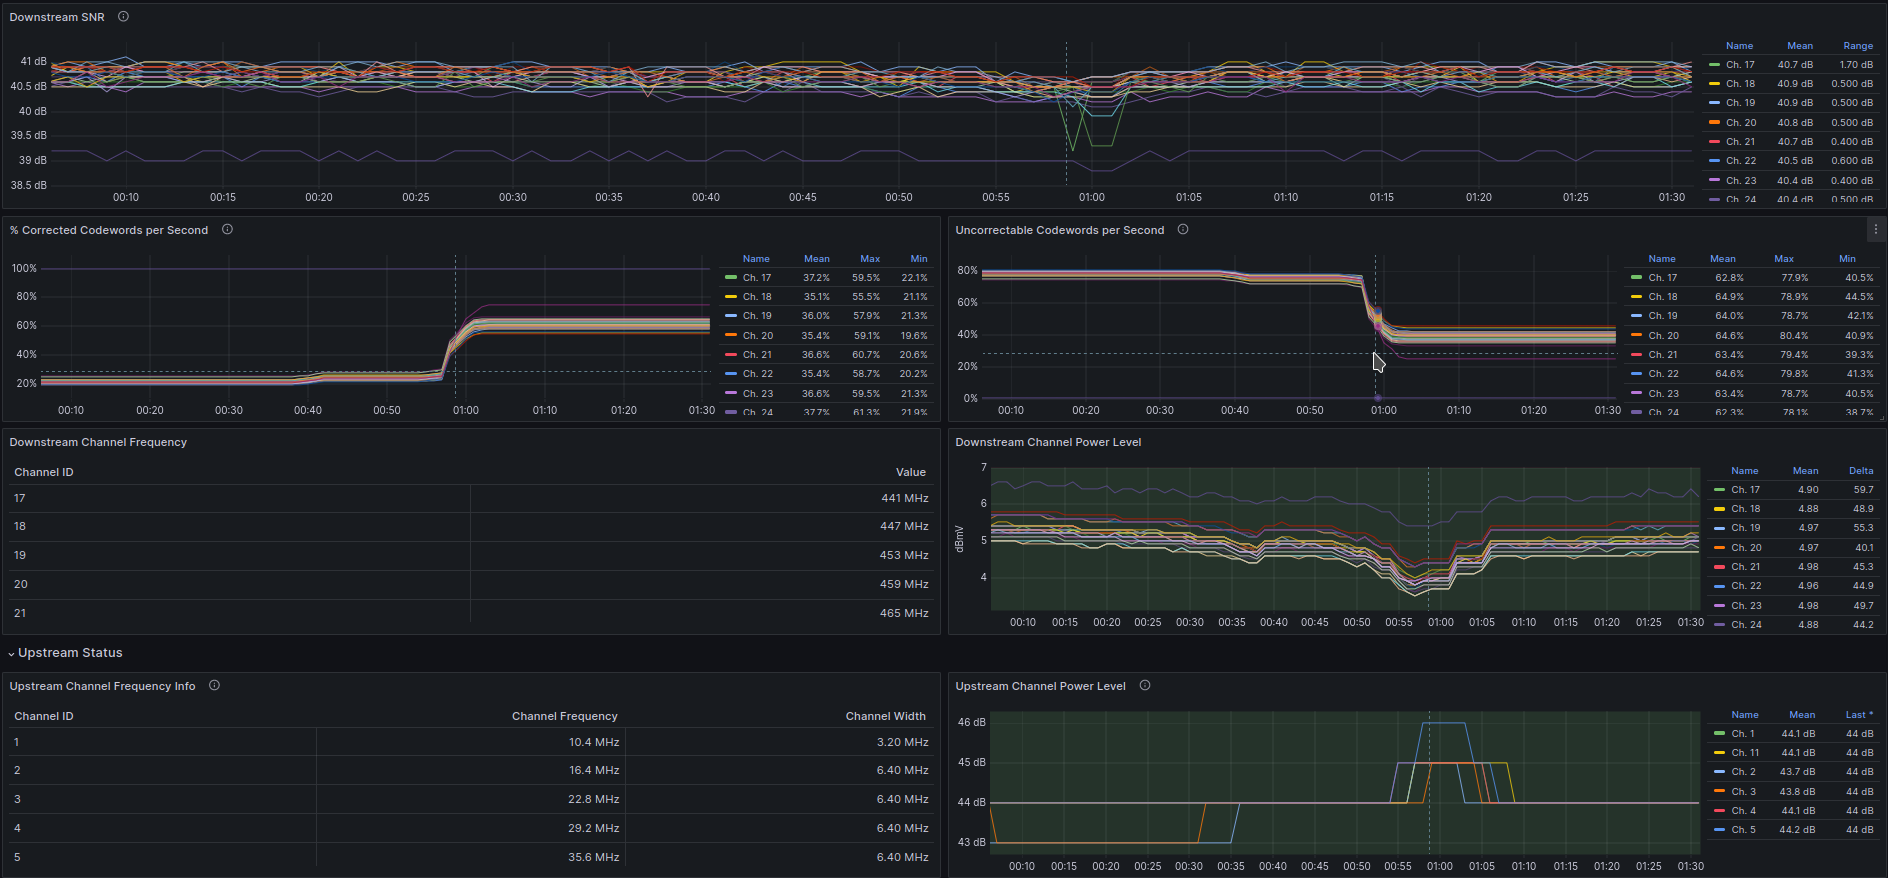 Downstream SNR
Name Mean Range
41 dB
40.5 dB
40 dB
39.5 dB
39 dB
38.5 dB
00:10 00:15 00:20 00:25 00:30 00:35 00:40 00:45 00:50 00:55 01:00 01:05 01:10 01:15 01:20 01:25 01:30
Ch. 17 40.7 dB 1.70 dB
Ch. 18 40.9 dB 0.500 dB
Ch. 19 40.9 dB 0.500 dB
Ch. 20 40.8 dB 0.500 dB
Ch. 21 40.7 dB 0.400 dB
Ch. 22 40.5 dB 0.600 dB
Ch. 23 40.4 dB 0.400 dB
Ch. 24 40.4 dB 0.500 dB
% Corrected Codewords per Second
100%
80%
60%
40%
20%
00:10 00:20 00:30 00:40 00:50 01:00 01:10 01:20 01:30
Name Mean Max Min
Ch. 17 37.2% 59.5% 22.1%
Ch. 18 35.1% 55.5% 21.1%
Ch. 19 36.0% 57.9% 21.3%
Ch. 20 35.4% 59.1% 19.6%
Ch. 21 36.6% 60.7% 20.6%
Ch. 22 35.4% 58.7% 20.2%
Ch. 23 36.6% 59.5% 21.3%
Ch. 24 37.7% 61.3% 21.9%
Uncorrectable Codewords per Second
80%
60%
40%
20%
0%
00:10 00:20 00:30 00:40 00:50 01:00 01:10 01:20 01:30
Name Mean Max Min
Ch. 17 62.8% 77.9% 40.5%
Ch. 18 64.9% 78.9% 44.5%
Ch. 19 64.0% 78.7% 42.1%
Ch. 20 64.6% 80.4% 40.9%
Ch. 21 63.4% 79.4% 39.3%
Ch. 22 64.6% 79.8% 41.3%
Ch. 23 63.4% 78.7% 40.5%
Ch. 24 62.3% 78.1% 38.7%
Downstream Channel Frequency
Channel ID Value
17 441 MHz
18 447 MHz
19 453 MHz
20 459 MHz
21 465 MHz
Downstream Channel Power Level
dBmV
7
6
5
4
00:10 00:15 00:20 00:25 00:30 00:35 00:40 00:45 00:50 00:55 01:00 01:05 01:10 01:15 01:20 01:25 01:30
Name Mean Delta
Ch. 17 4.90 59.7
Ch. 18 4.88 48.9
Ch. 19 4.97 55.3
Ch. 20 4.97 40.1
Ch. 21 4.98 45.3
Ch. 22 4.96 44.9
Ch. 23 4.98 49.7
Ch. 24 4.88 44.2
Upstream Status
Upstream Channel Frequency Info
Channel ID Channel Frequency Channel Width
1 10.4 MHz 3.20 MHz
2 16.4 MHz 6.40 MHz
3 22.8 MHz 6.40 MHz
4 29.2 MHz 6.40 MHz
5 35.6 MHz 6.40 MHz
Upstream Channel Power Level
46 dB
45 dB
44 dB
43 dB
00:10 00:15 00:20 00:25 00:30 00:35 00:40 00:45 00:50 00:55 01:00 01:05 01:10 01:15 01:20 01:25 01:30
Name Mean Last *
Ch. 1 44.1 dB 44 dB
Ch. 11 44.1 dB 44 dB
Ch. 2 43.7 dB 44 dB
Ch. 3 43.8 dB 44 dB
Ch. 4 44.1 dB 44 dB
Ch. 5 44.2 dB 44 dB